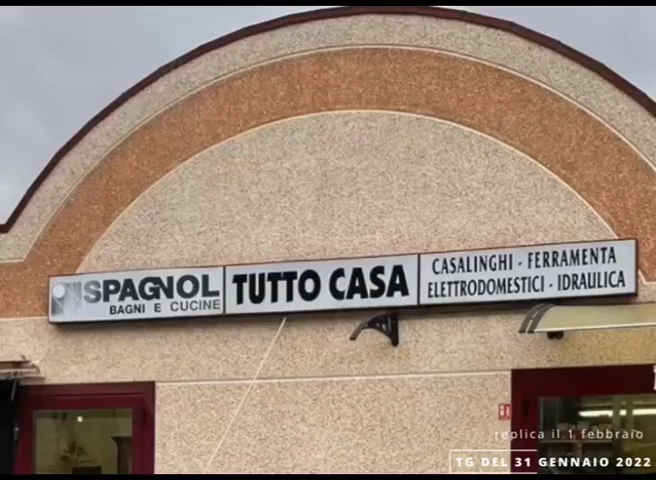 SPAGNOL
BAGNI E CUCINE
TUTTO CASA
CASALINGHI - FERRAMENTA
ELETTRODOMESTICI - IDRAULICA
replica il 1 febbraio
TG DEL 31 GENNAIO 2022